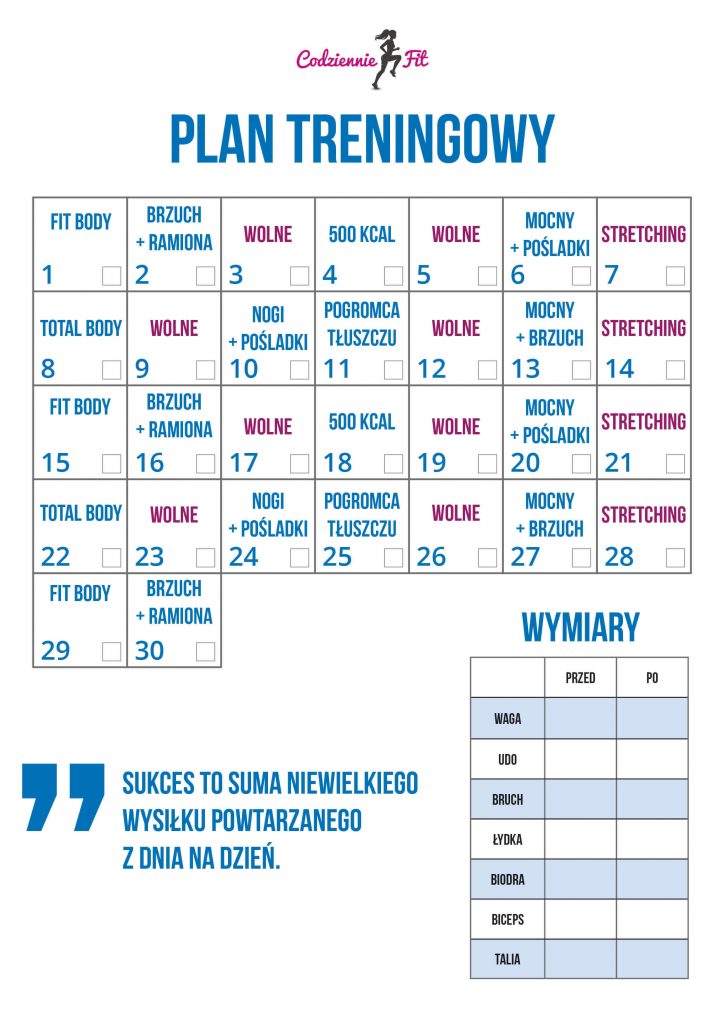 Codziennie Fit
PLAN TRENINGOWY
FIT BODY
1
BRZUCH
+ RAMIONA
2
WOLNE
3
500 KCAL
4
WOLNE
5
MOCNY
+ POŚLADKI
6
STRETCHING
7
TOTAL BODY
8
WOLNE
9
NOGI
+ POŚLADKI
10
POGROMCA
TŁUSZCZU
11
WOLNE
12
MOCNY
+ BRZUCH
13
STRETCHING
14
FIT BODY
15
BRZUCH
+ RAMIONA
16
WOLNE
17
500 KCAL
18
WOLNE
19
MOCNY
+ POŚLADKI
20
STRETCHING
21
TOTAL BODY
22
WOLNE
23
NOGI
+ POŚLADKI
24
POGROMCA
TŁUSZCZU
25
WOLNE
26
MOCNY
+ BRZUCH
27
STRETCHING
28
FIT BODY
29
BRZUCH
+ RAMIONA
30
WYMIARY
PRZED PO
WAGA
UDO
BRUCH
ŁYDKA
BIODRA
BICEPS
TALIA
” SUKCES TO SUMA NIEWIELKIEGO
WYSIŁKU POWTARZANEGO
Z DNIA NA DZIEŃ.